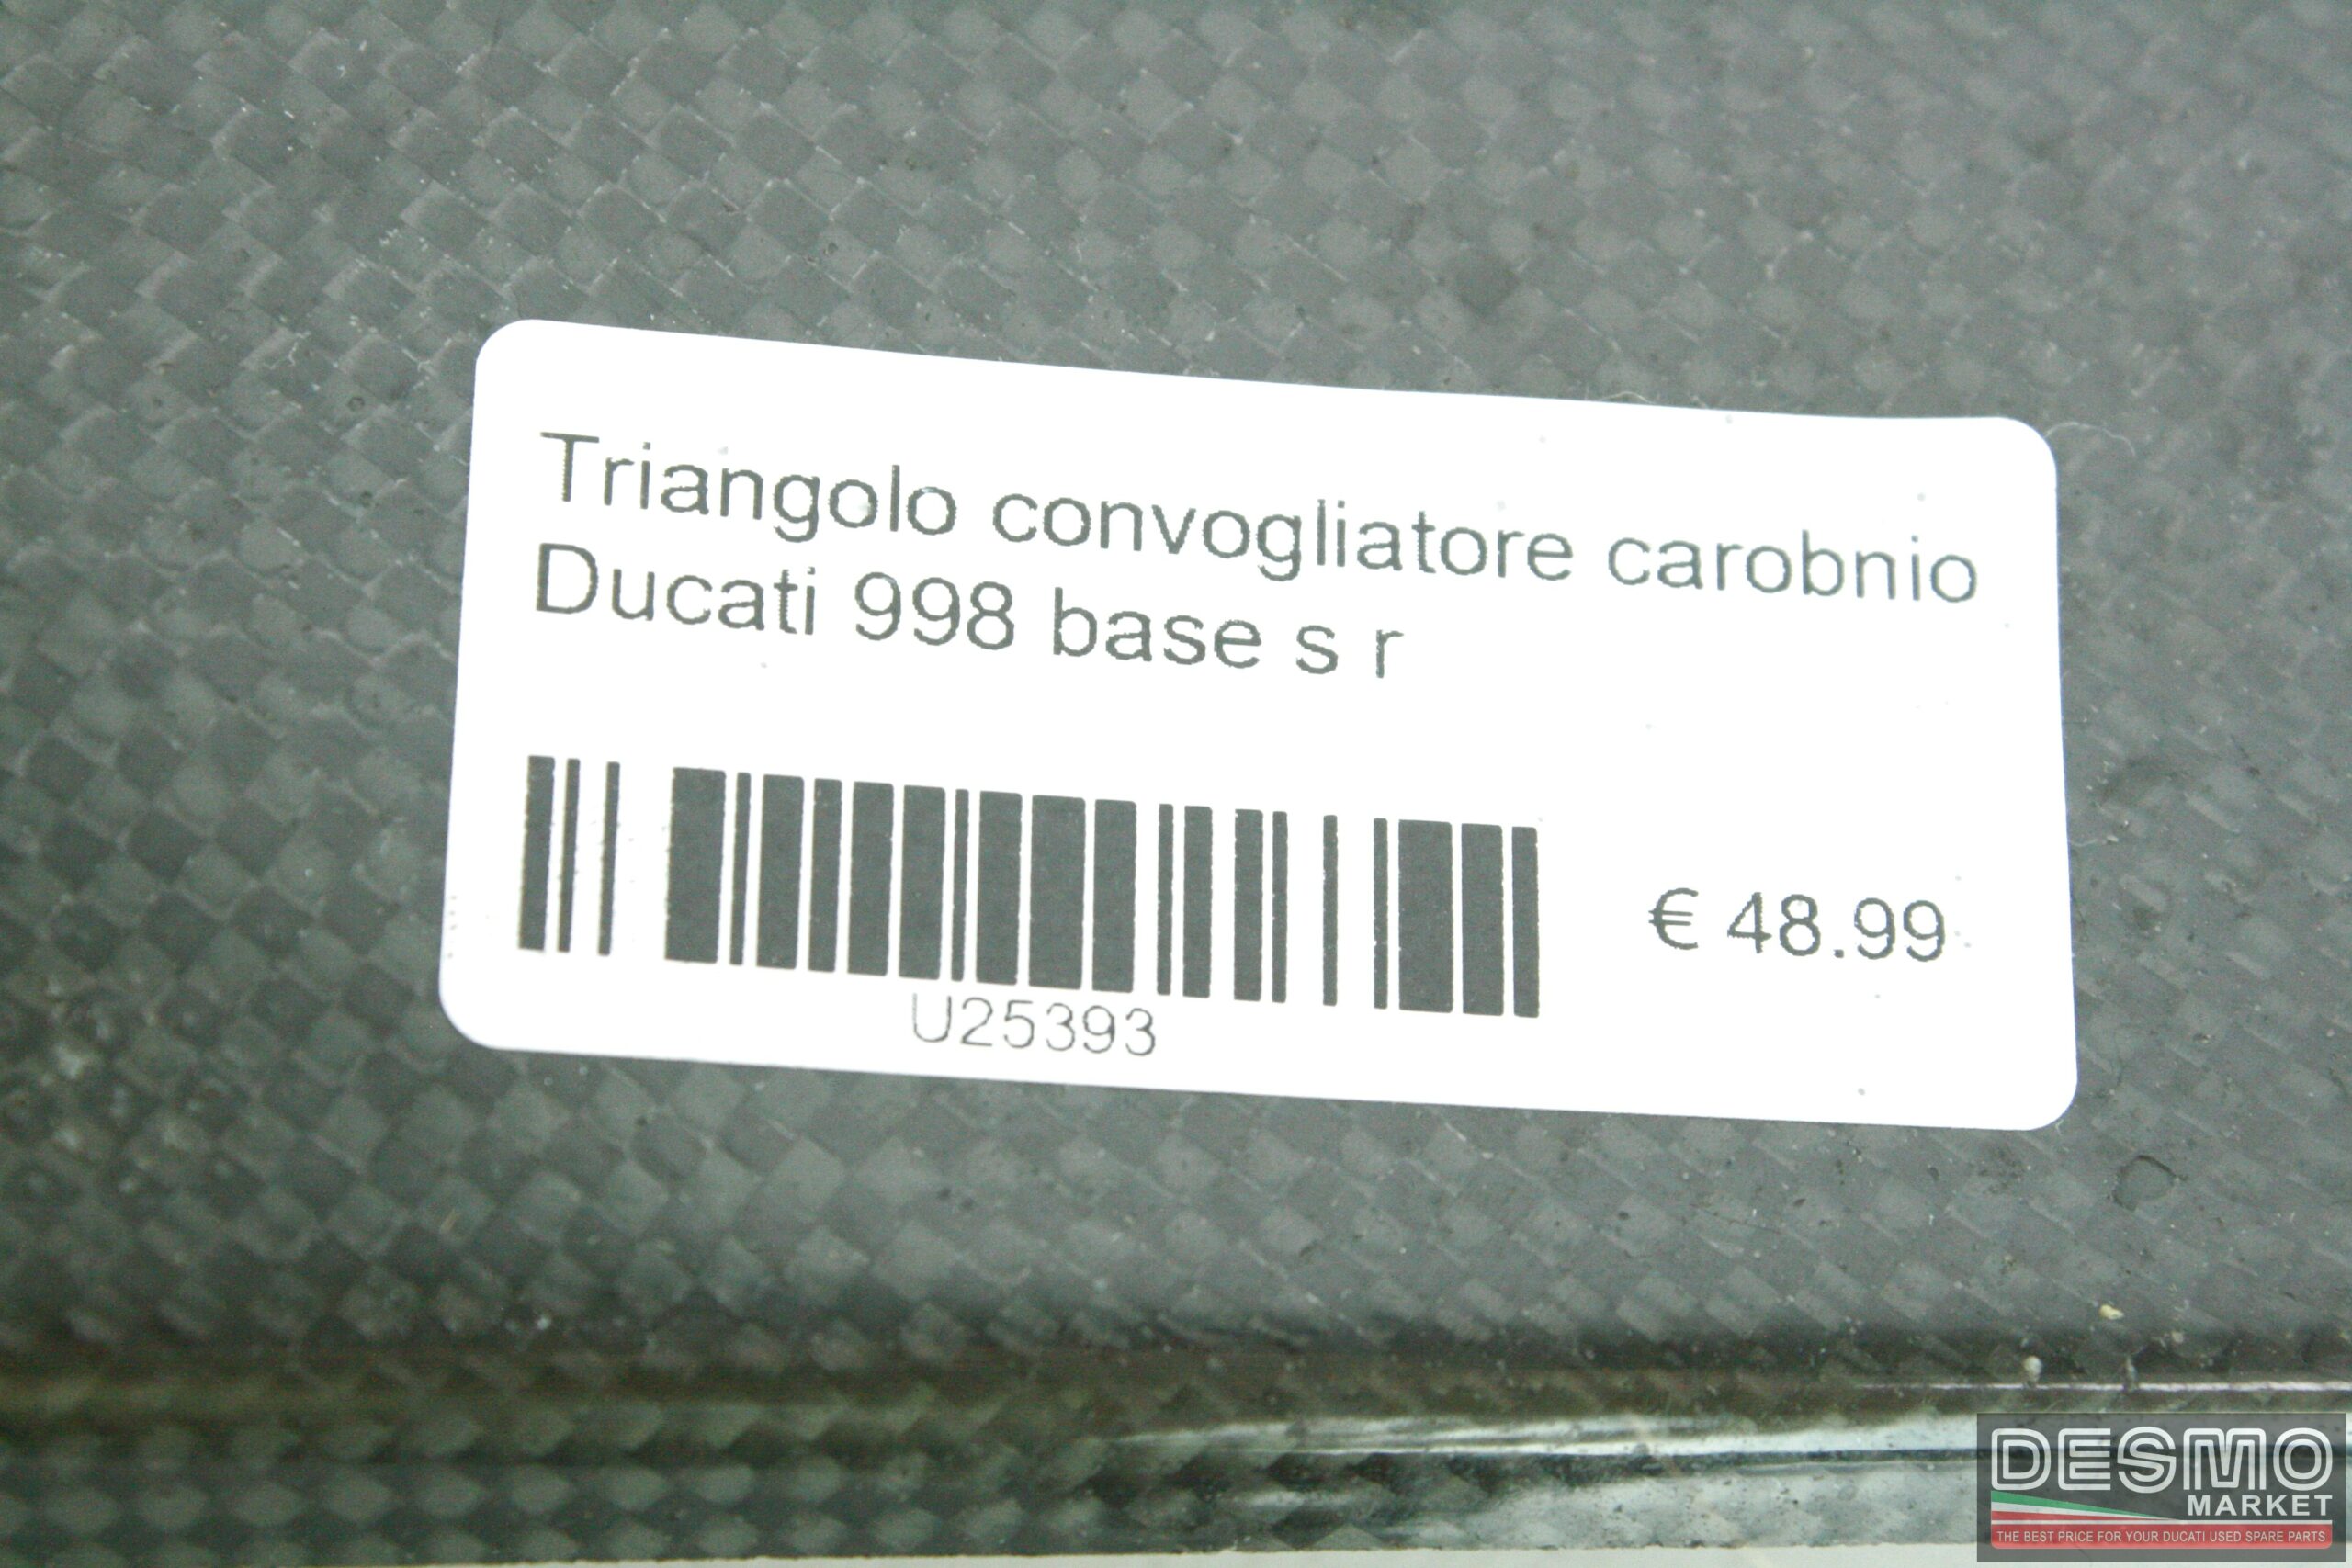 Triangolo convogliatore carobnio
Ducati 998 base s r
€ 48.99
U25393
DESMO
MARKET
THE BEST PRICE FOR YOUR DUCATI USED SPARE PARTS